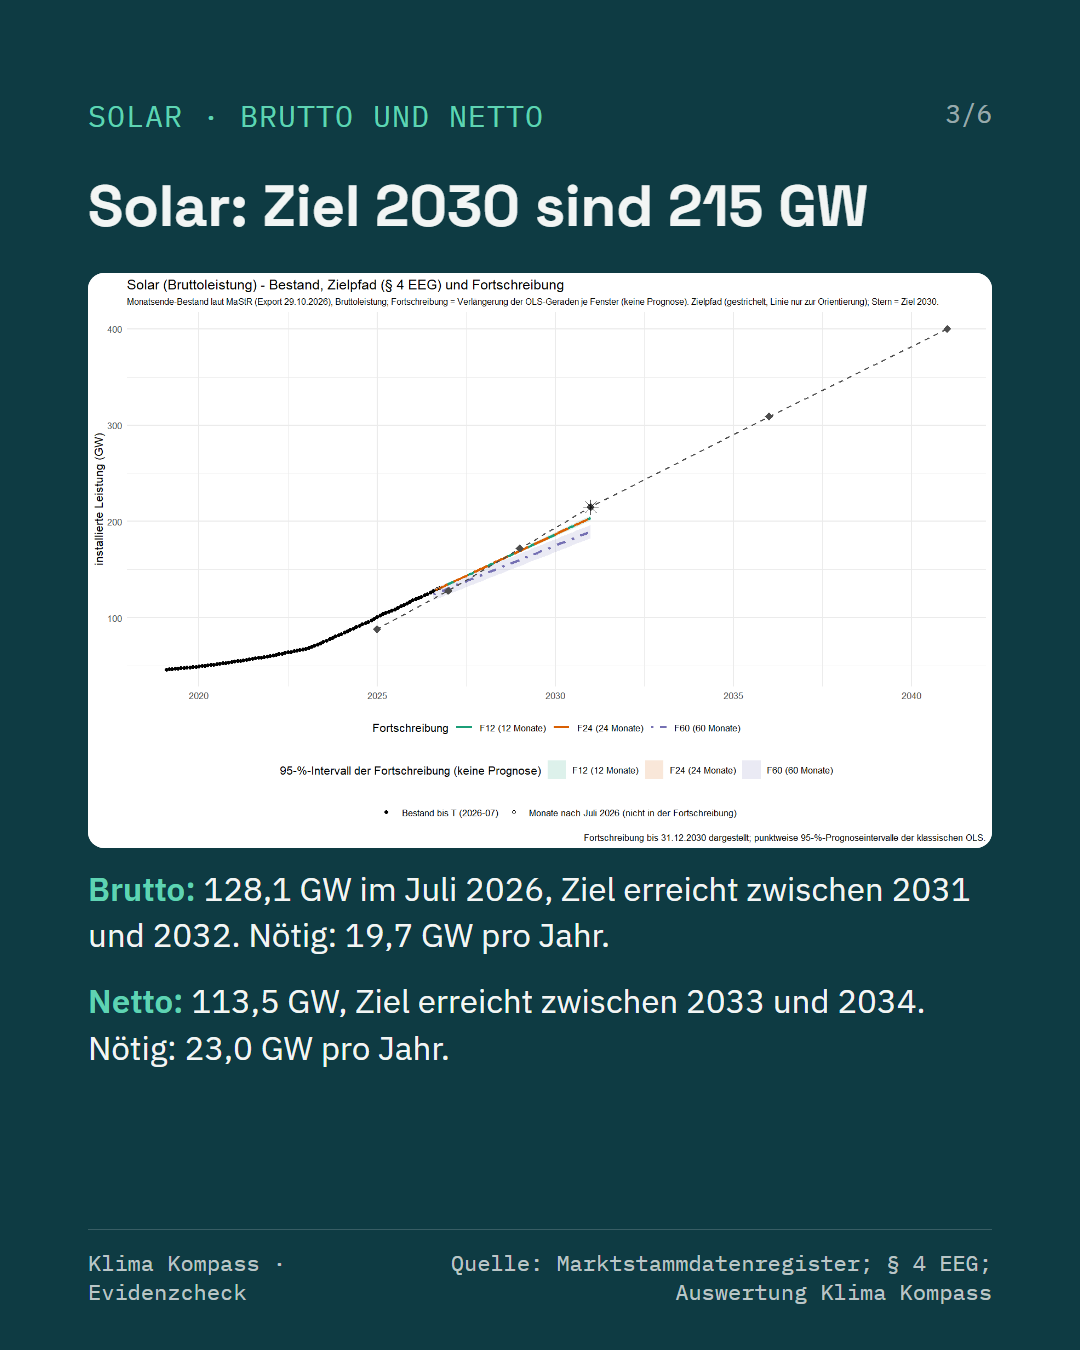 SOLAR · BRUTTO UND NETTO
3/6
Solar: Ziel 2030 sind 215 GW
Solar (Bruttoleistung) - Bestand, Zielpfad (§ 4 EEG) und Fortschreibung
Monatsende-Bestand laut MaStR (Export 29.10.2026), Bruttoleistung; Fortschreibung = Verlängerung der OLS-Geraden je Fenster (keine Prognose). Zielpfad (gestrichelt, Linie nur zur Orientierung); Stern = Ziel 2030.
installierte Leistung (GW)
400
300
200
100
2020
2025
2030
2035
2040
Fortschreibung
F12 (12 Monate)
F24 (24 Monate)
F60 (60 Monate)
95-%-Intervall der Fortschreibung (keine Prognose)
F12 (12 Monate)
F24 (24 Monate)
F60 (60 Monate)
Bestand bis T (2026-07)
Monate nach Juli 2026 (nicht in der Fortschreibung)
Fortschreibung bis 31.12.2030 dargestellt; punktweise 95-%-Prognoseintervalle der klassischen OLS.
Brutto: 128,1 GW im Juli 2026, Ziel erreicht zwischen 2031
und 2032. Nötig: 19,7 GW pro Jahr.
Netto: 113,5 GW, Ziel erreicht zwischen 2033 und 2034.
Nötig: 23,0 GW pro Jahr.
Klima Kompass ·
Evidenzcheck
Quelle: Marktstammdatenregister; § 4 EEG;
Auswertung Klima Kompass